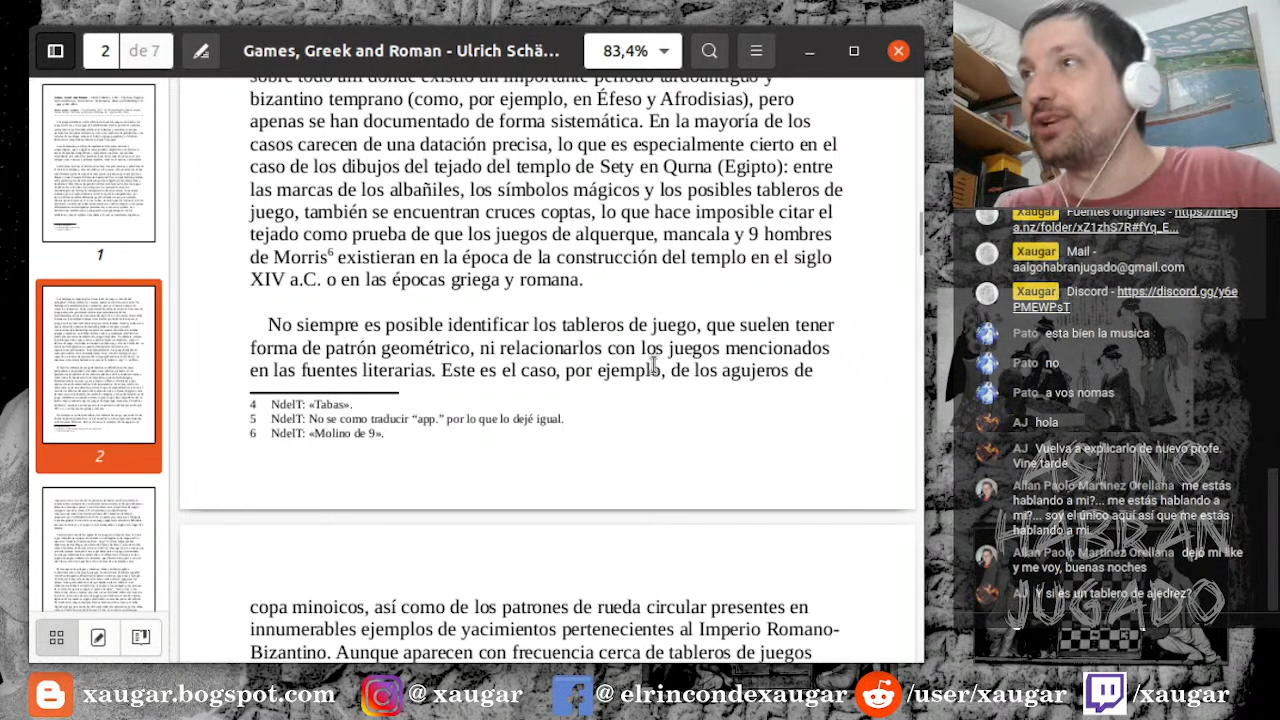 2 de 7
Games, Greek and Roman - Ulrich Schä…
83,4%
bizantino temprano (como, por ejemplo, en Éfeso y Afrodisias), pero
apenas se han documentado de forma sistemática. En la mayoría de los
casos carecen de una datación precisa, lo que es especialmente cierto en el
caso de los dibujos del tejado del templo de Sety en Qurna (Egipto): entre
las marcas de los albañiles, los símbolos mágicos y los posibles tableros de
juego, también se encuentran cruces coptas, lo que hace imposible citar el
tejado como prueba de que los juegos de alquerque, mancala y 9 hombres
de Morris⁶ existieran en la época de la construcción del templo en el siglo
XIV a.C. o en las épocas griega y romana.
No siempre es posible identificar los tableros de juego, que suelen tener
forma de patrón geométrico, o relacionarlos con los juegos mencionados
en las fuentes literarias. Este es el caso, por ejemplo, de los agujeros de
4 NdelT: «Tabas».
5 NdelT: No se como traducir “app.” por lo que lo dejé igual.
6 NdelT: «Molino de 9».
copaminoicos, así como de los patrones de rueda circular presentes en
innumerables ejemplos de yacimientos pertenecientes al Imperio Romano-
Bizantino. Aunque aparecen con frecuencia cerca de tableros de juegos
1
2
Xaugar Fuentes originales - https://meg
a.nz/folder/xZ1zhS7R#fYq_E...
Xaugar Mail -
aalgohabranjugado@gmail.com
Xaugar Discord - https://discord.gg/y6e
PMEWPsT
Pato esta bien la musica
Pato no
Pato a vos nomas
AJ hola
AJ Vuelva a explicarlo de nuevo profe.
Vine tarde
Allan Paolo Martinez Orellana me estás
hablando a mi?... me estás hablando a
mi?... soy el único aquí así que me estás
hablando a mi.
Allan Paolo Martinez Orellana dejo mi like
y me voy, buenas noches
AJ Y si es un tablero de ajedrez?
ASI NO
HABRAN
JUGADO
xaugar.bogspot.com
@ xaugar
@ elrincondexaugar
/user/xaugar
/xaugar